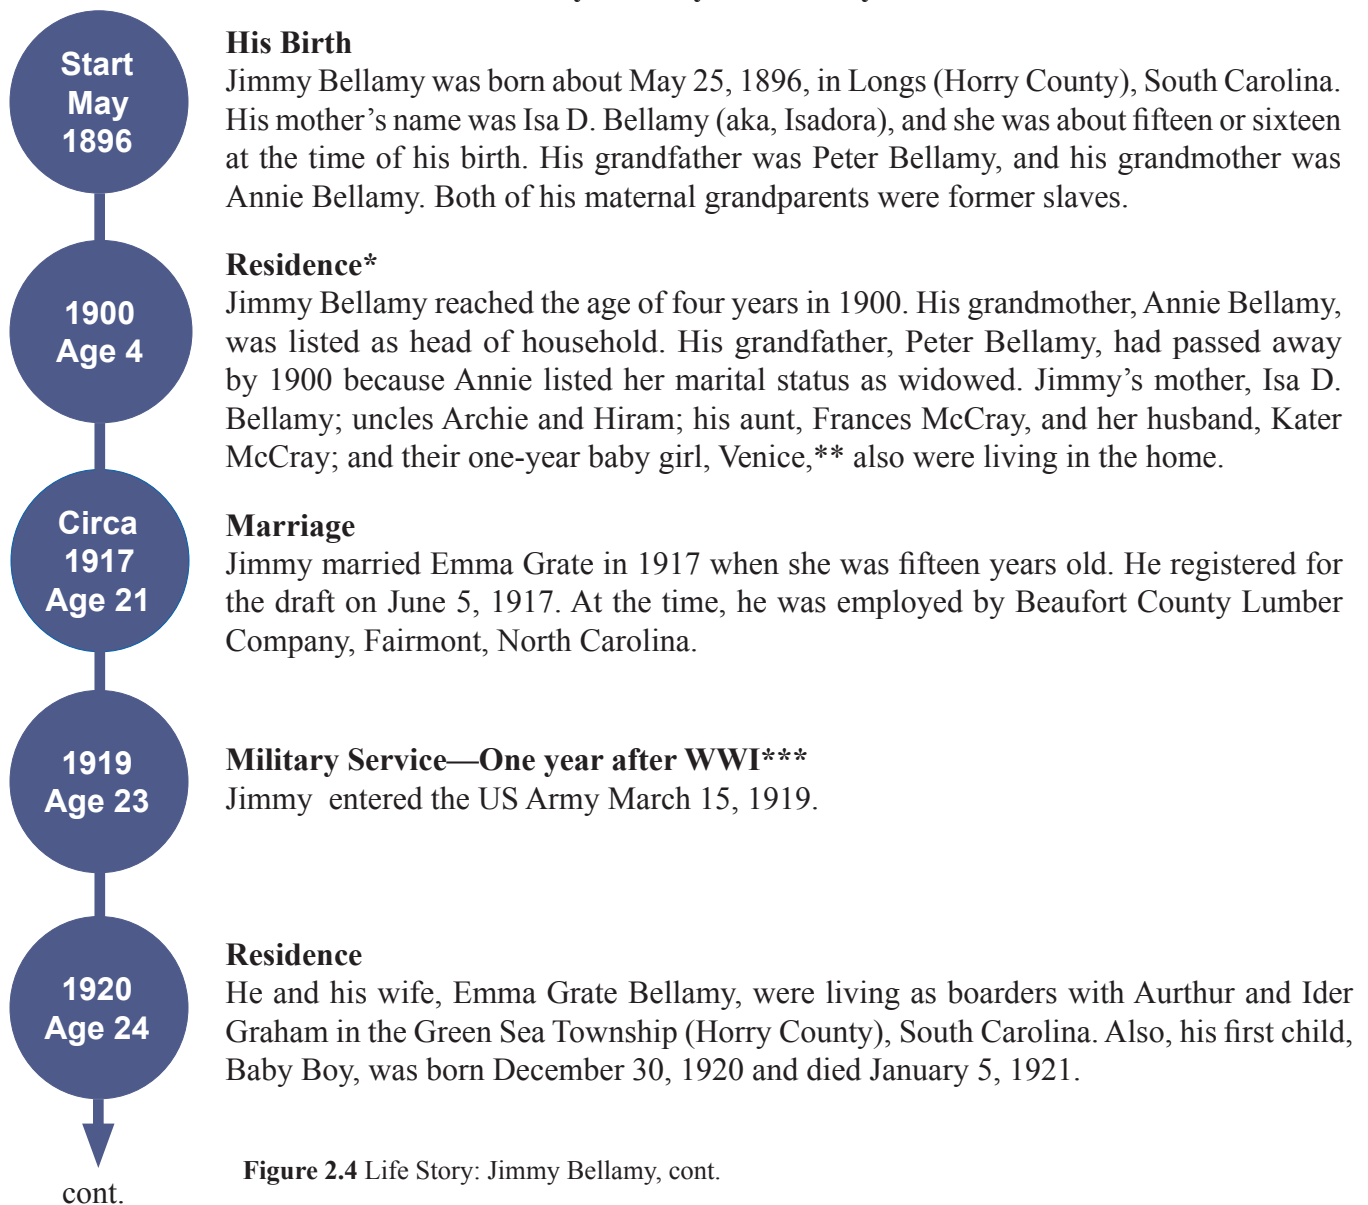 Start
May
1896
His Birth
Jimmy Bellamy was born about May 25, 1896, in Longs (Horry County), South Carolina.
His mother’s name was Isa D. Bellamy (aka, Isadora), and she was about fifteen or sixteen
at the time of his birth. His grandfather was Peter Bellamy, and his grandmother was
Annie Bellamy. Both of his maternal grandparents were former slaves.
1900
Age 4
Residence*
Jimmy Bellamy reached the age of four years in 1900. His grandmother, Annie Bellamy,
was listed as head of household. His grandfather, Peter Bellamy, had passed away
by 1900 because Annie listed her marital status as widowed. Jimmy’s mother, Isa D.
Bellamy; uncles Archie and Hiram; his aunt, Frances McCray, and her husband, Kater
McCray; and their one-year baby girl, Venice,** also were living in the home.
Circa
1917
Age 21
Marriage
Jimmy married Emma Grate in 1917 when she was fifteen years old. He registered for
the draft on June 5, 1917. At the time, he was employed by Beaufort County Lumber
Company, Fairmont, North Carolina.
1919
Age 23
Military Service—One year after WWI***
Jimmy entered the US Army March 15, 1919.
1920
Age 24
Residence
He and his wife, Emma Grate Bellamy, were living as boarders with Aurthur and Ider
Graham in the Green Sea Township (Horry County), South Carolina. Also, his first child,
Baby Boy, was born December 30, 1920 and died January 5, 1921.
cont.
Figure 2.4 Life Story: Jimmy Bellamy, cont.